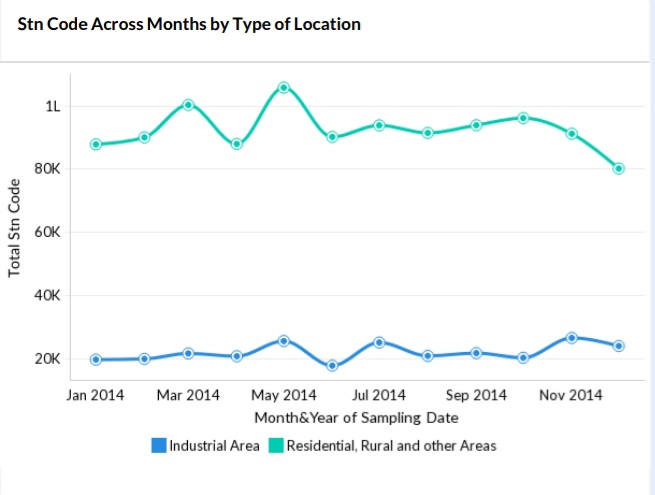 Stn Code Across Months by Type of Location
Total Stn Code
1L
80K
60K
40K
20K
Jan 2014 Mar 2014 May 2014 Jul 2014 Sep 2014 Nov 2014
Month&Year of Sampling Date
Industrial Area Residential, Rural and other Areas